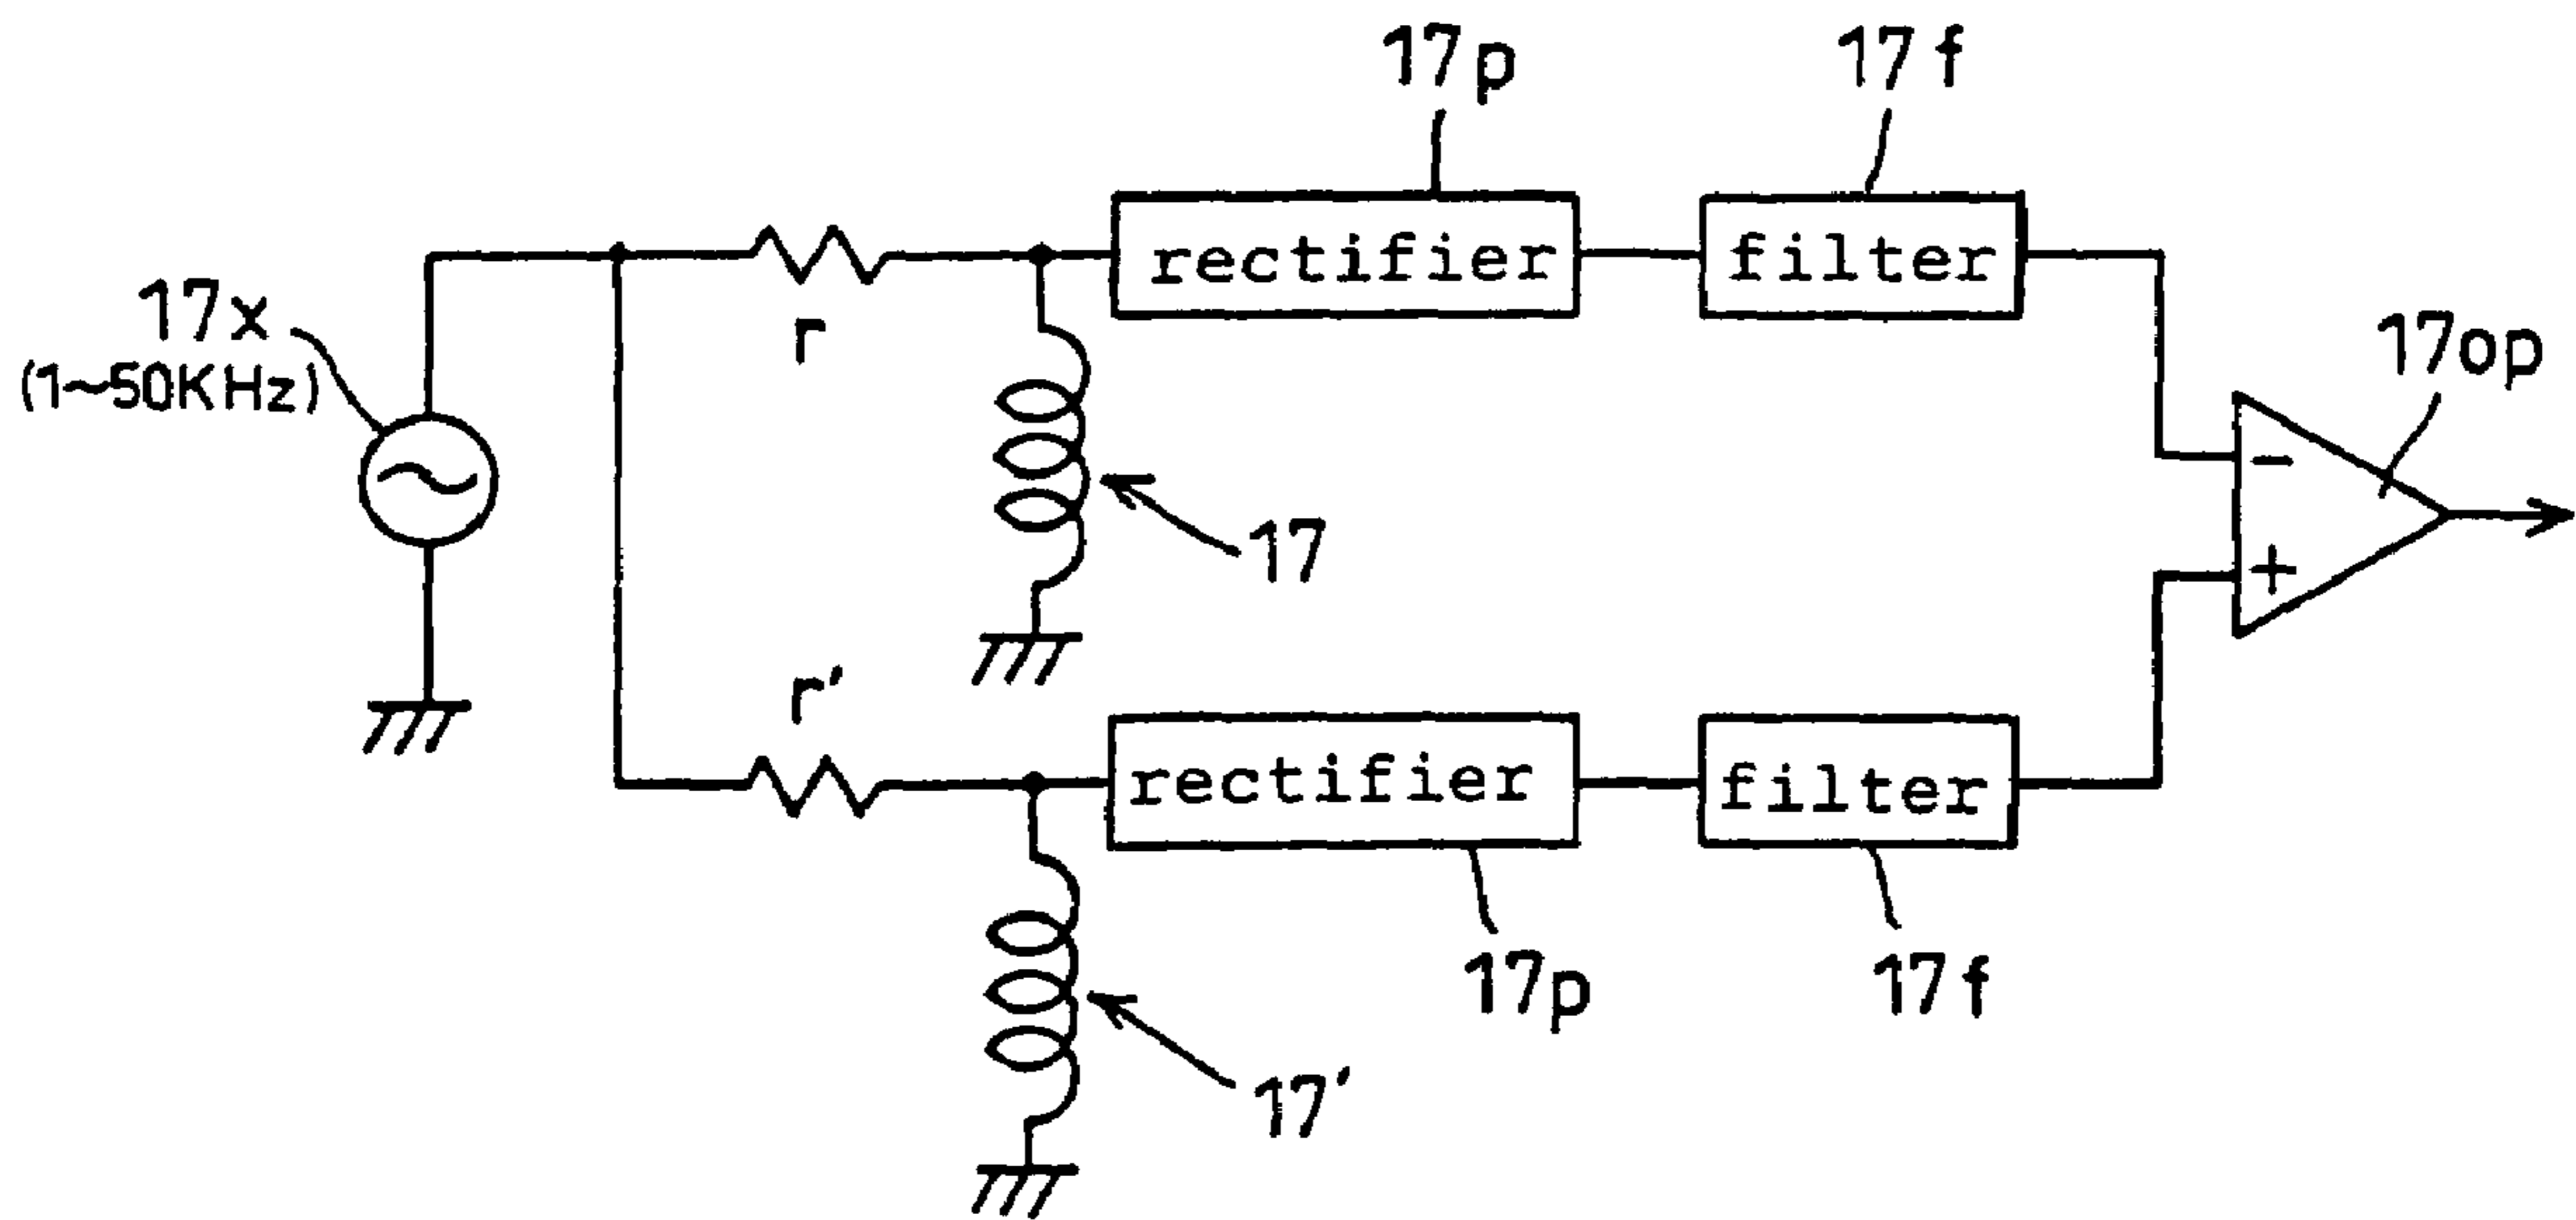 17p
17f
17x
(1~50KHz)
r
rectifier
filter
17op
−
+
17
r'
rectifier
filter
17p
17f
17'